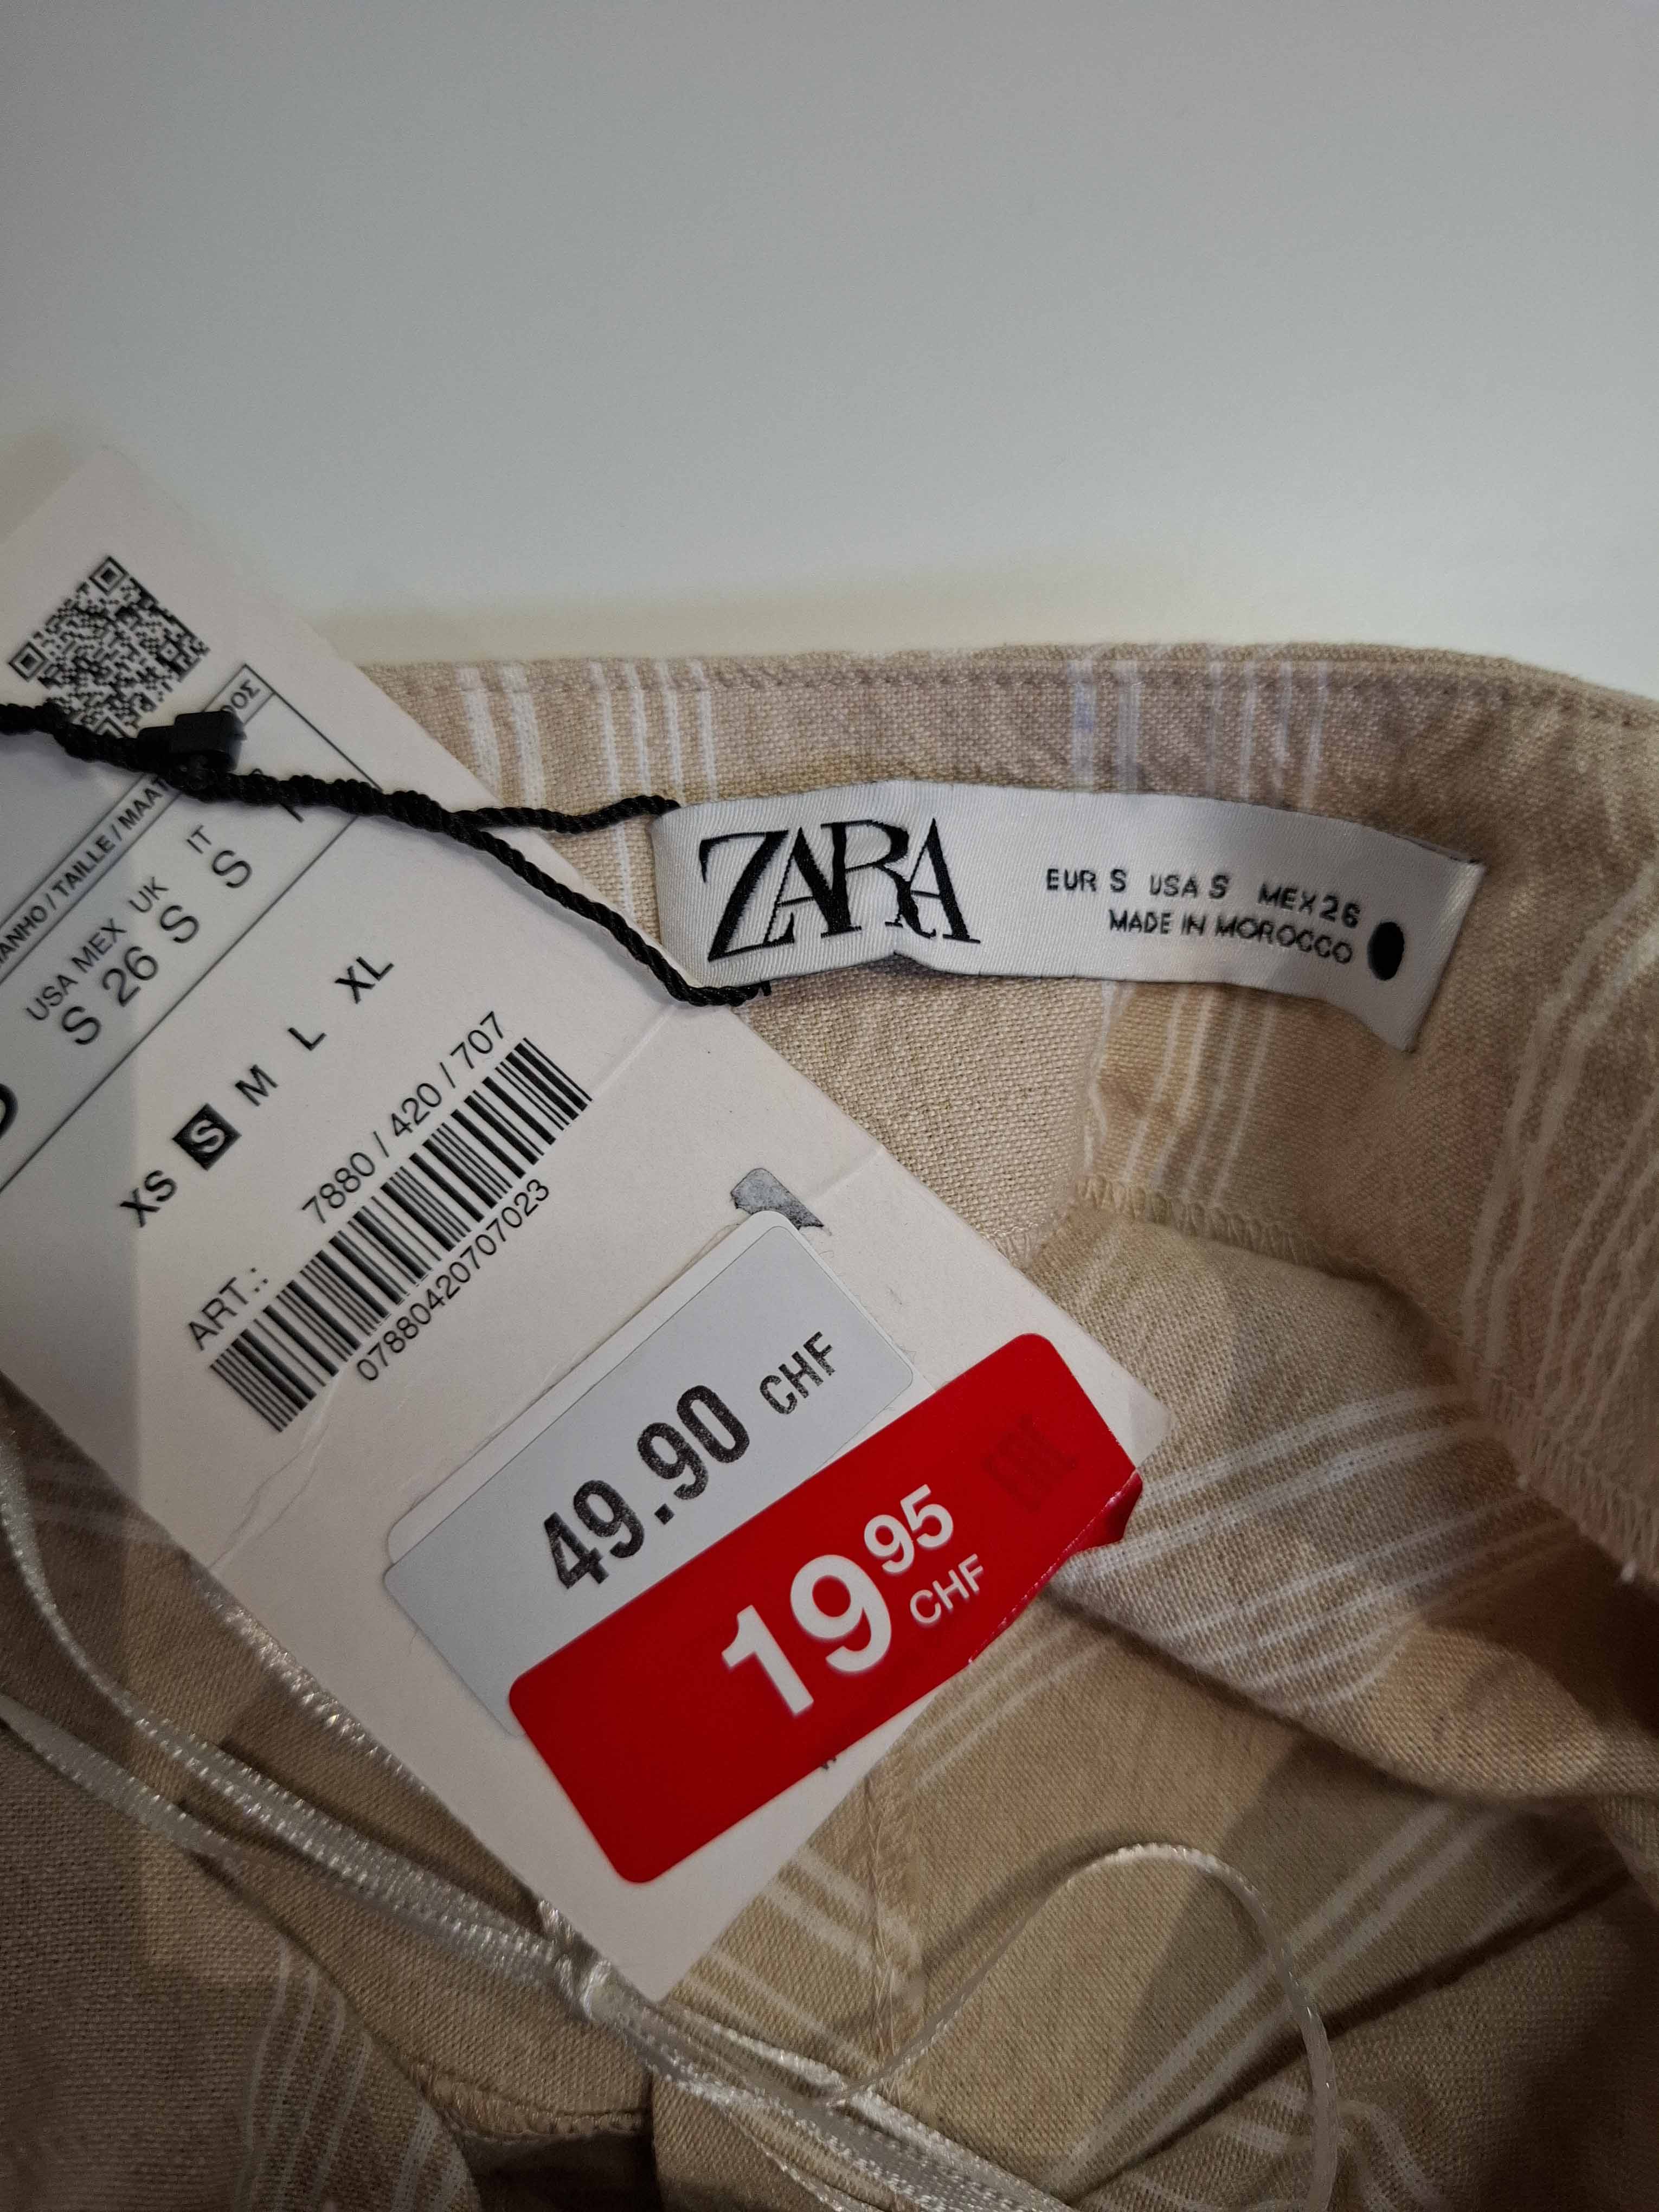 ZARA
EUR S USA S MEX 26
MADE IN MOROCCO
TAILLE /
USA MEX UK IT
S 26 S S
XS S M L XL
ART.: 7880 / 420 / 707
07880420707023
49.90 CHF
19 95
CHF